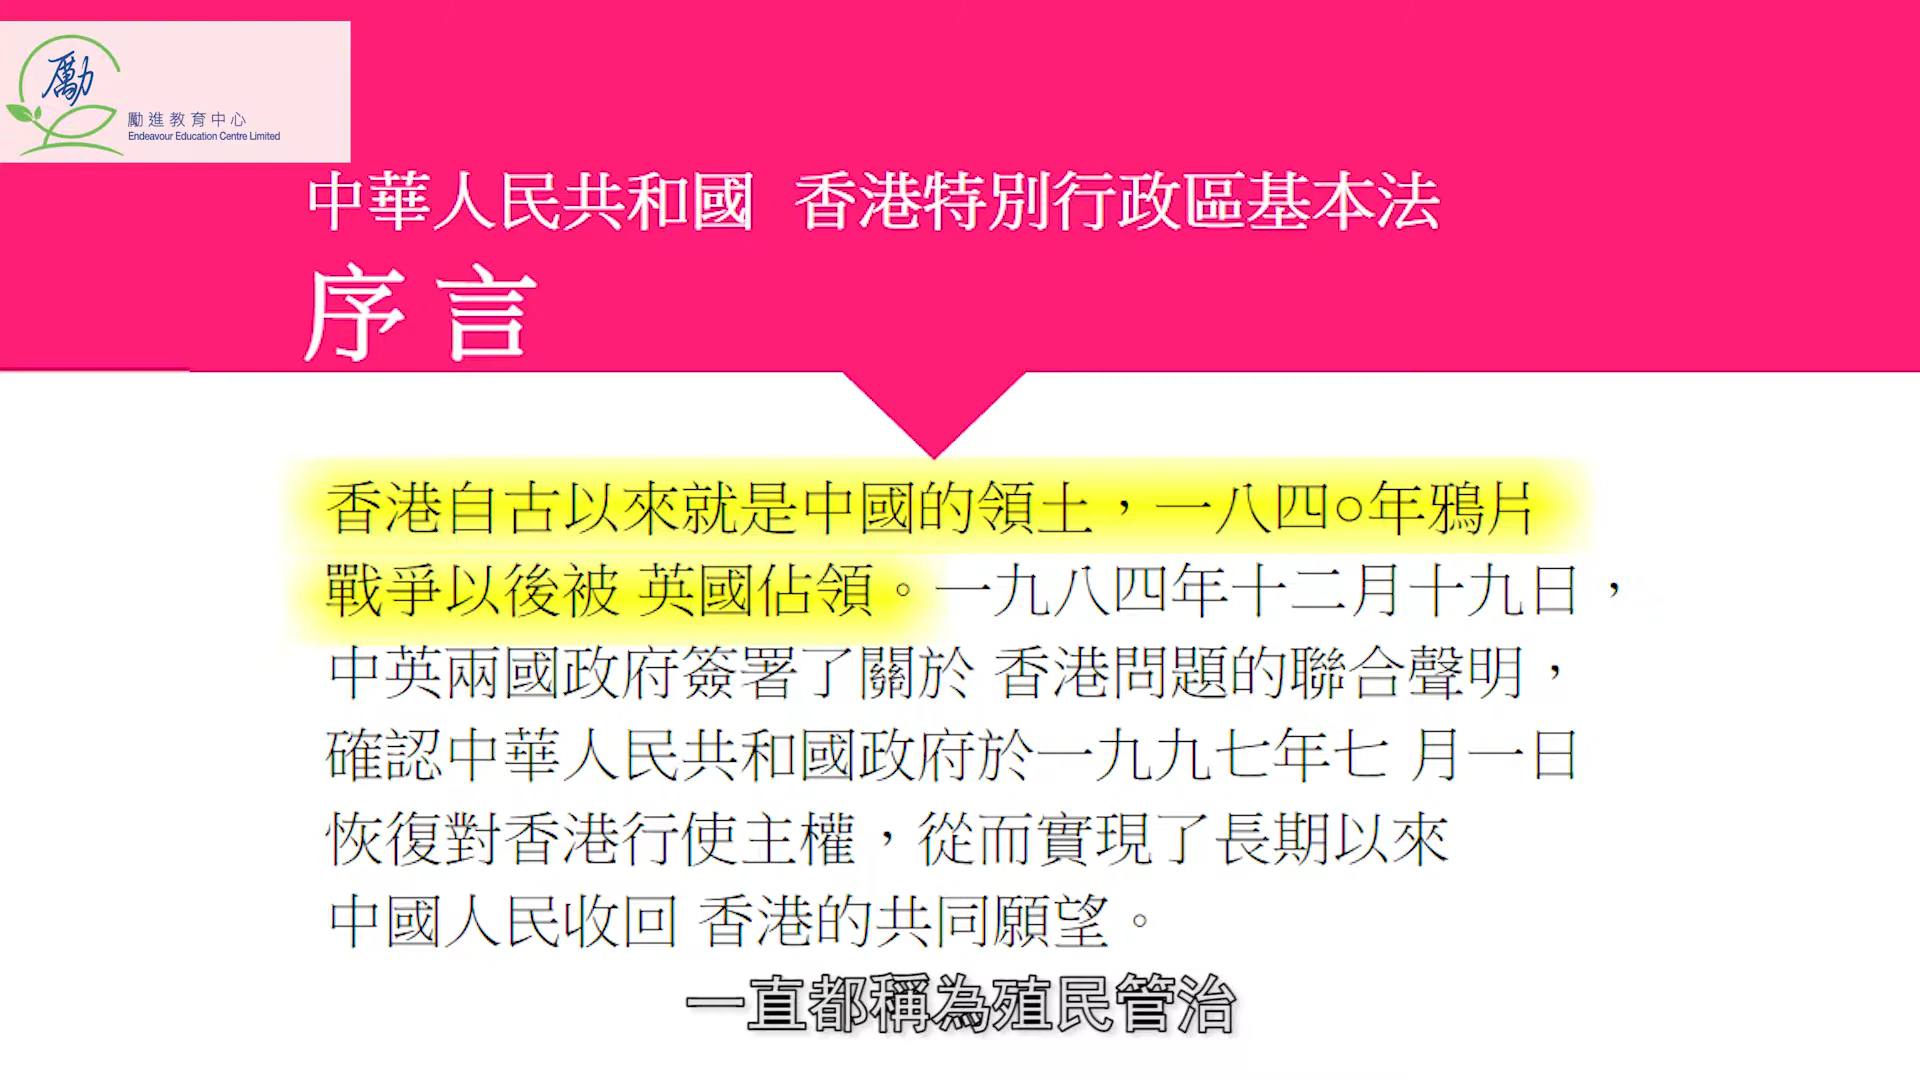 勵
勵進教育中心
Endeavour Education Centre Limited
中華人民共和國 香港特別行政區基本法
序言
香港自古以來就是中國的領土，一八四○年鴉片
戰爭以後被 英國佔領。一九八四年十二月十九日，
中英兩國政府簽署了關於 香港問題的聯合聲明，
確認中華人民共和國政府於一九九七年七 月一日
恢復對香港行使主權，從而實現了長期以來
中國人民收回 香港的共同願望。
一直都稱為殖民管治